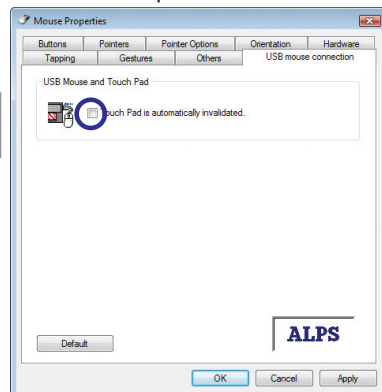 Mouse Properties
Buttons Pointers Pointer Options Orientation Hardware
Tapping Gestures Others USB mouse connection
USB Mouse and Touch Pad
Touch Pad is automatically invalidated.
Default
ALPS
OK Cancel Apply